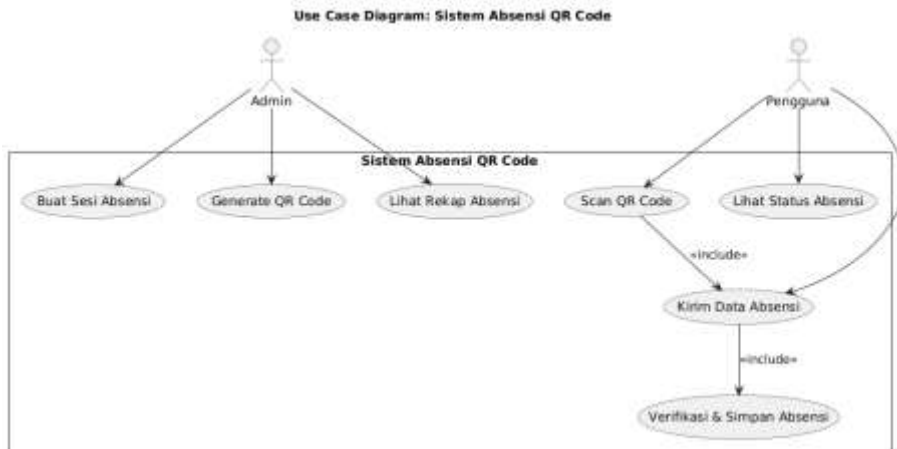 Use Case Diagram: Sistem Absensi QR Code
Admin
Pengguna
Sistem Absensi QR Code
Buat Sesi Absensi
Generate QR Code
Lihat Rekap Absensi
Scan QR Code
Lihat Status Absensi
«include»
Kirim Data Absensi
«include»
Verifikasi & Simpan Absensi